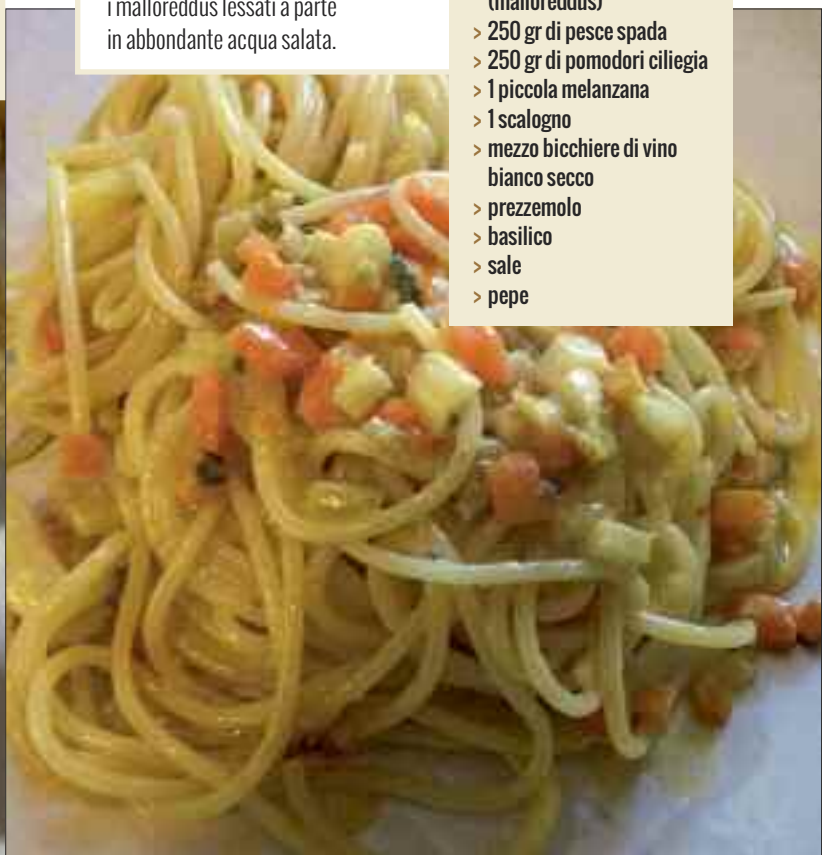 i malloreddus lessati a parte
in abbondante acqua salata.
(malloreddus)
> 250 gr di pesce spada
> 250 gr di pomodori ciliegia
> 1 piccola melanzana
> 1 scalogno
> mezzo bicchiere di vino
bianco secco
> prezzemolo
> basilico
> sale
> pepe